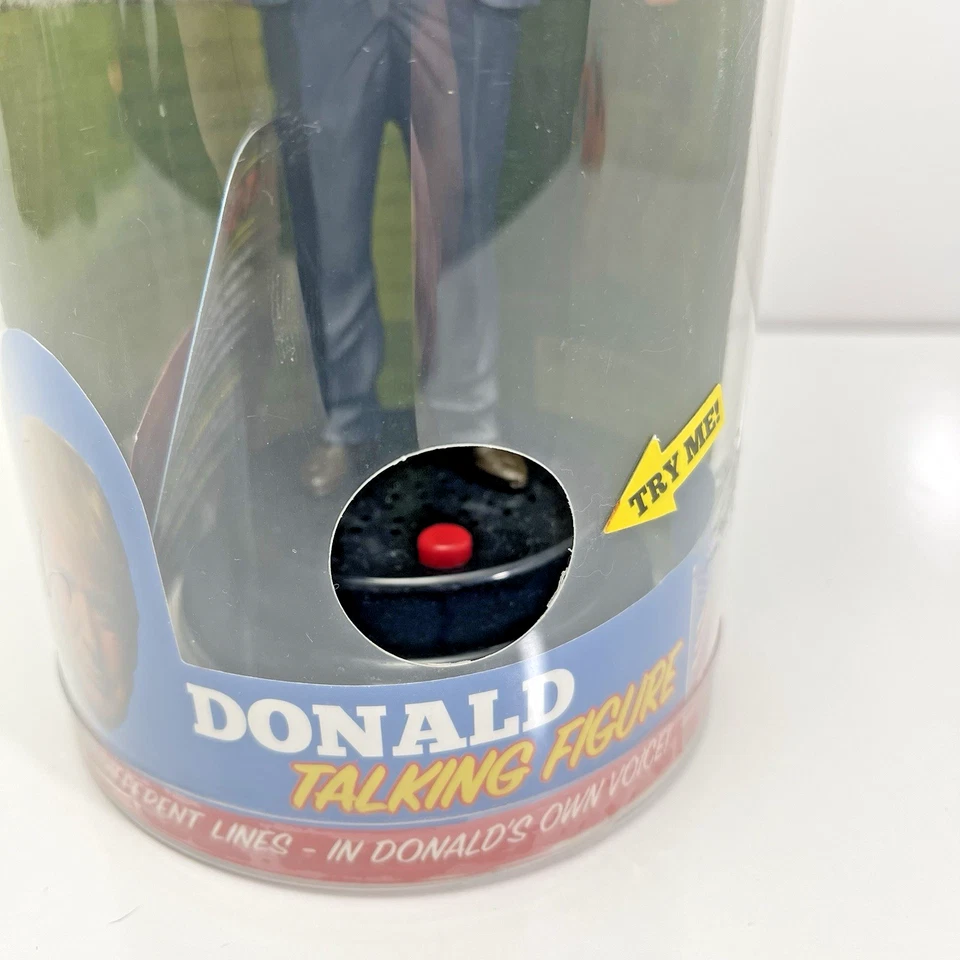 TRY ME!
DONALD
TALKING FIGURE
LINES - IN DONALD'S OWN VOICE!